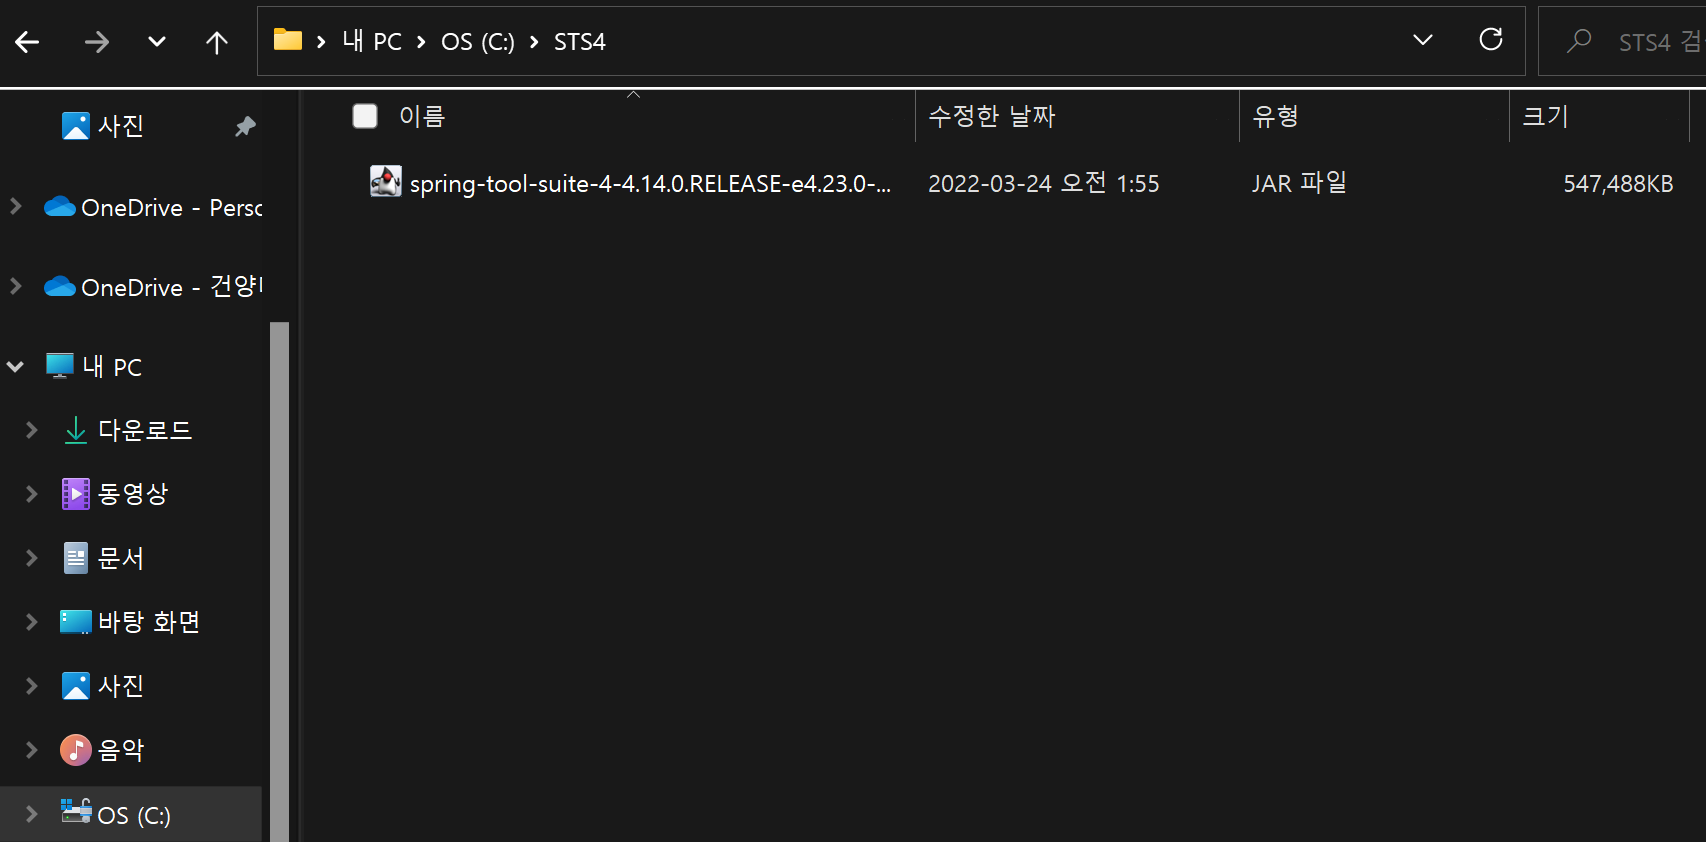 내 PC > OS (C:) > STS4
STS4 검
이름 수정한 날짜 유형 크기
spring-tool-suite-4-4.14.0.RELEASE-e4.23.0-... 2022-03-24 오전 1:55 JAR 파일 547,488KB
사진
OneDrive - Perso
OneDrive - 건양
내 PC
다운로드
동영상
문서
바탕 화면
사진
음악
OS (C:)